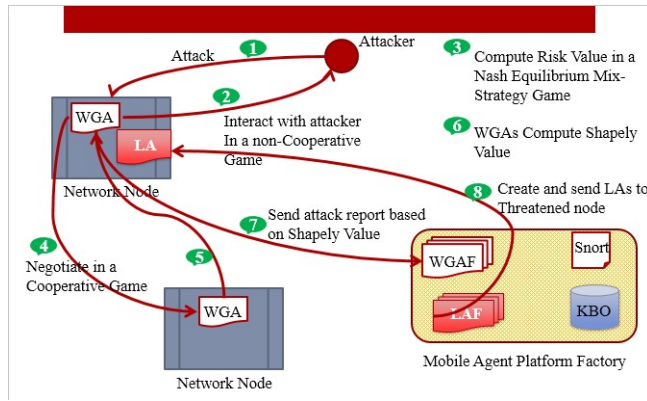 Attacker
Attack
1
2
Interact with attacker
In a non-Cooperative
Game
3
Compute Risk Value in a
Nash Equilibrium Mix-
Strategy Game
6
WGAs Compute Shapely
Value
WGA
LA
Network Node
8
Create and send LAs to
Threatened node
7
Send attack report based
on Shapely Value
4
Negotiate in a
Cooperative Game
5
WGA
Network Node
WGAF
Snort
LAF
KBO
Mobile Agent Platform Factory